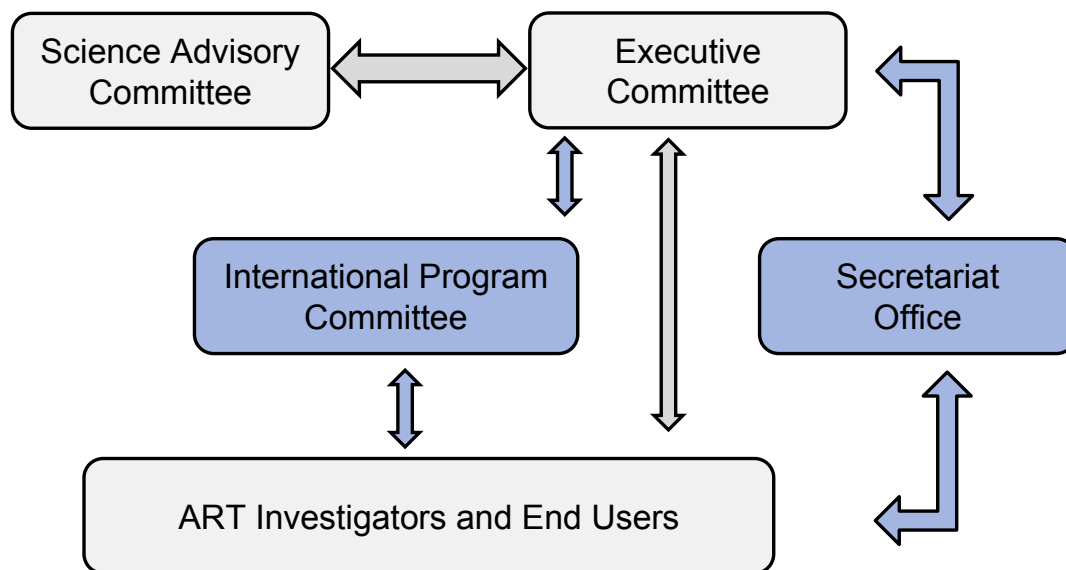 Science Advisory
Committee
Executive
Committee
International Program
Committee
Secretariat
Office
ART Investigators and End Users